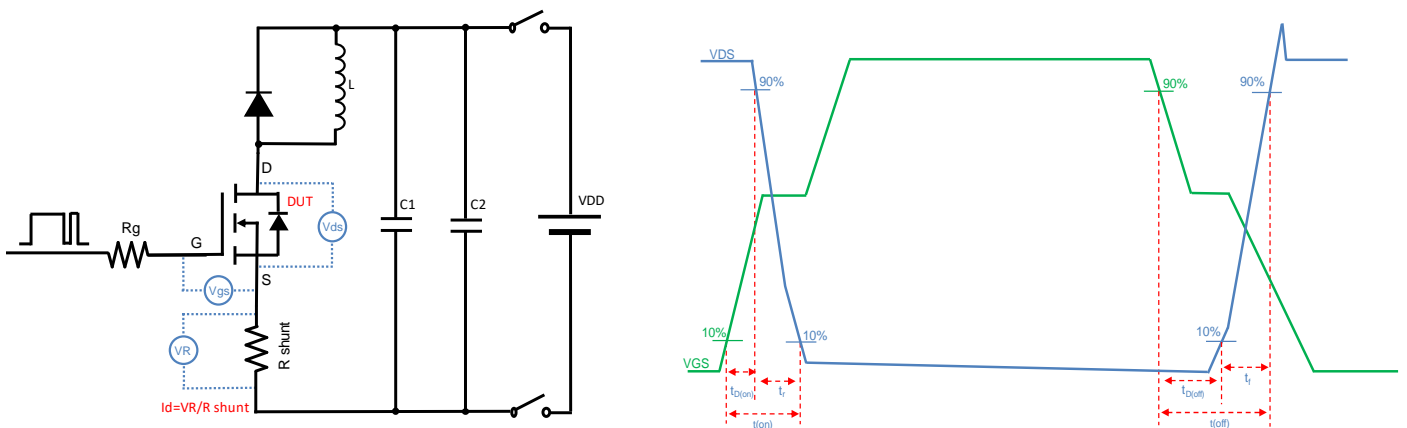 L
D
DUT
C1
C2
VDD
Vds
Rg
G
S
Vgs
R shunt
VR
Id=VR/R shunt
VDS
90%
90%
90%
10%
10%
10%
VGS
tD(on)
tr
tD(off)
tf
t(on)
t(off)